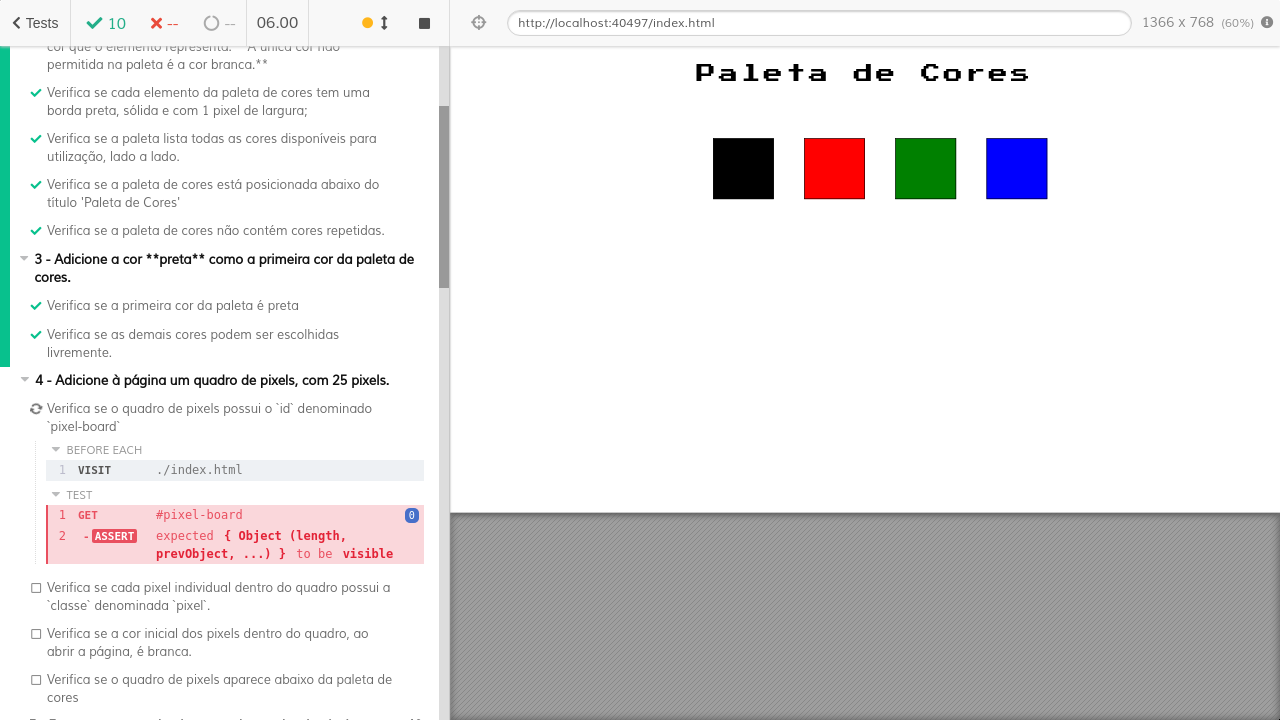 Tests 10 -- -- 06.00
http://localhost:40497/index.html 1366 x 768 (60%)
cor que o elemento representa. **A única cor não
permitida na paleta é a cor branca.**
Verifica se cada elemento da paleta de cores tem uma
borda preta, sólida e com 1 pixel de largura;
Verifica se a paleta lista todas as cores disponíveis para
utilização, lado a lado.
Verifica se a paleta de cores está posicionada abaixo do
título 'Paleta de Cores'
Verifica se a paleta de cores não contém cores repetidas.
3 - Adicione a cor **preta** como a primeira cor da paleta de
cores.
Verifica se a primeira cor da paleta é preta
Verifica se as demais cores podem ser escolhidas
livremente.
4 - Adicione à página um quadro de pixels, com 25 pixels.
Verifica se o quadro de pixels possui o `id` denominado
`pixel-board`
BEFORE EACH
1 VISIT ./index.html
TEST
1 GET #pixel-board 0
2 -ASSERT expected { Object (length,
prevObject, ...) } to be visible
Verifica se cada pixel individual dentro do quadro possui a
`classe` denominada `pixel`.
Verifica se a cor inicial dos pixels dentro do quadro, ao
abrir a página, é branca.
Verifica se o quadro de pixels aparece abaixo da paleta de
cores
Paleta de Cores